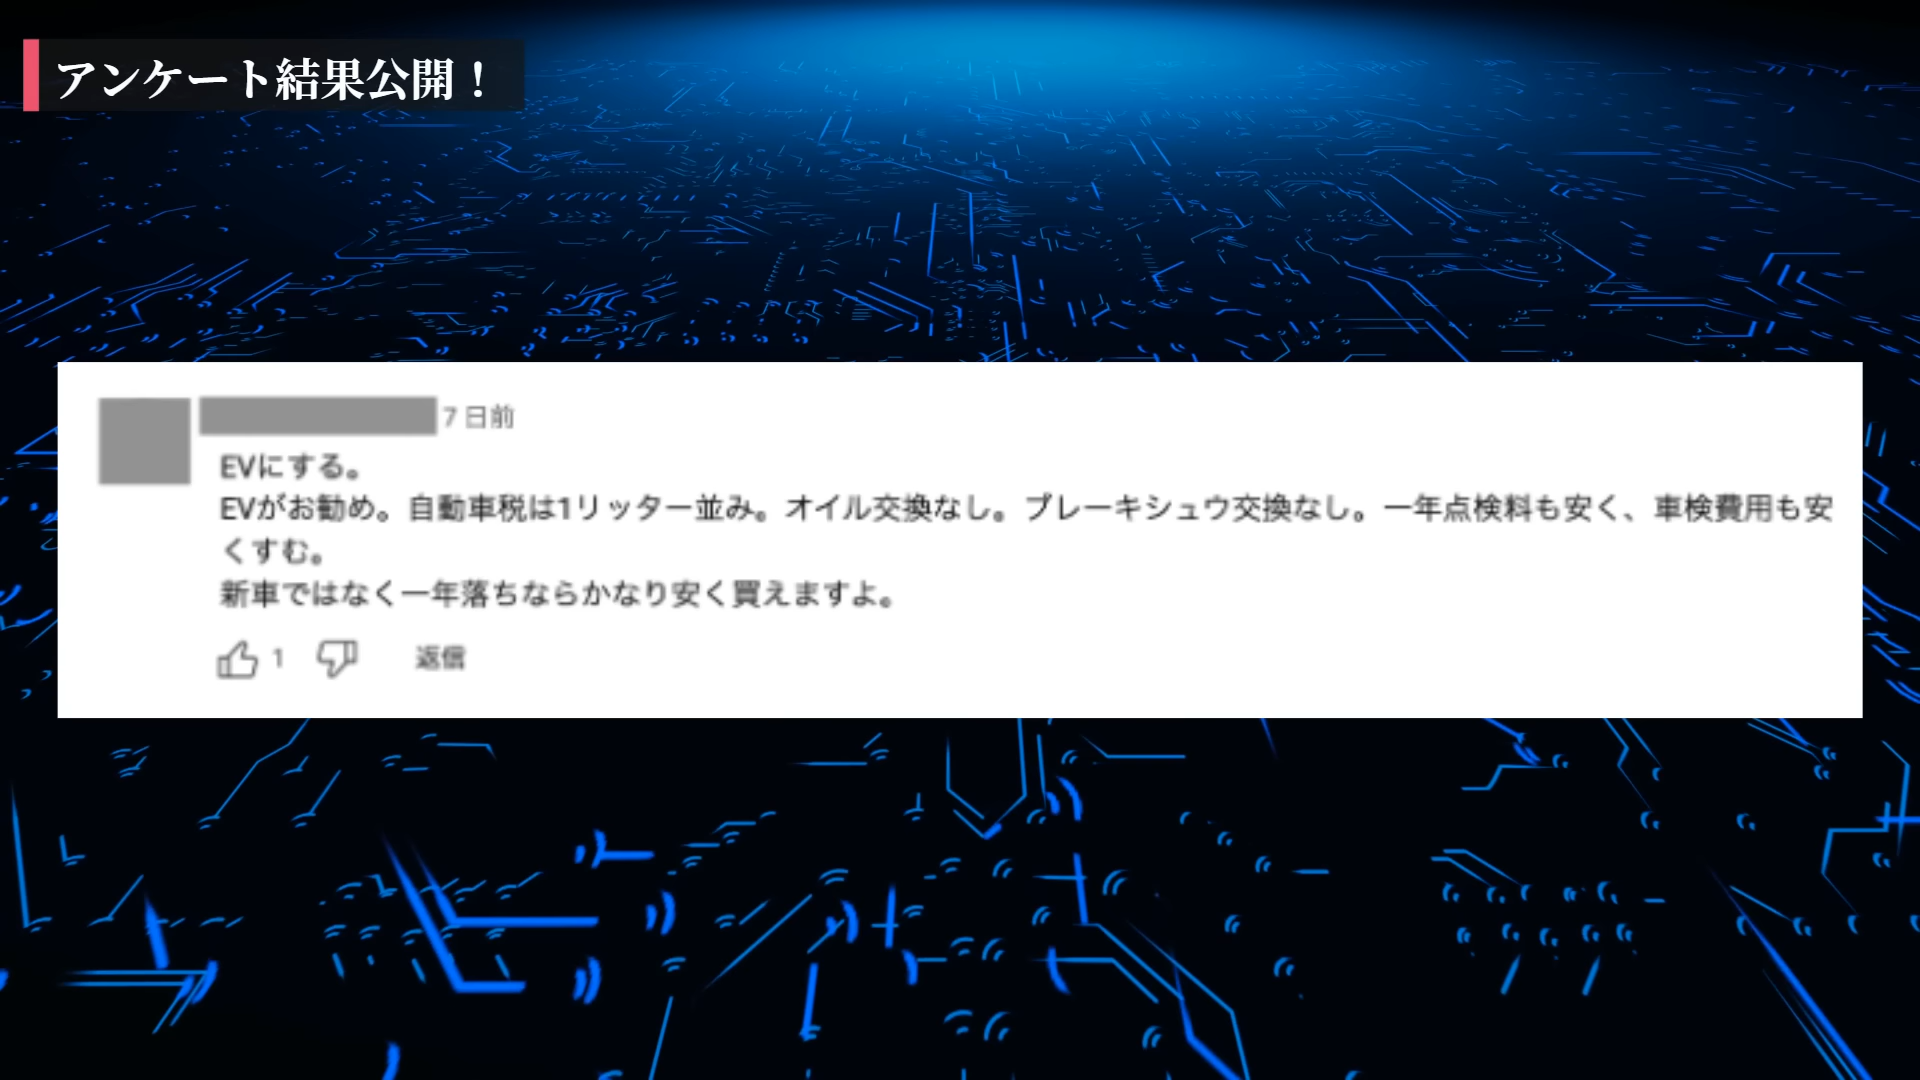 アンケート結果公開！
7 日前
EVにする。
EVがお勧め。自動車税は1リッター並み。オイル交換なし。ブレーキシュウ交換なし。一年点検料も安く、車検費用も安
くすむ。
新車ではなく一年落ちならかなり安く買えますよ。
1 返信